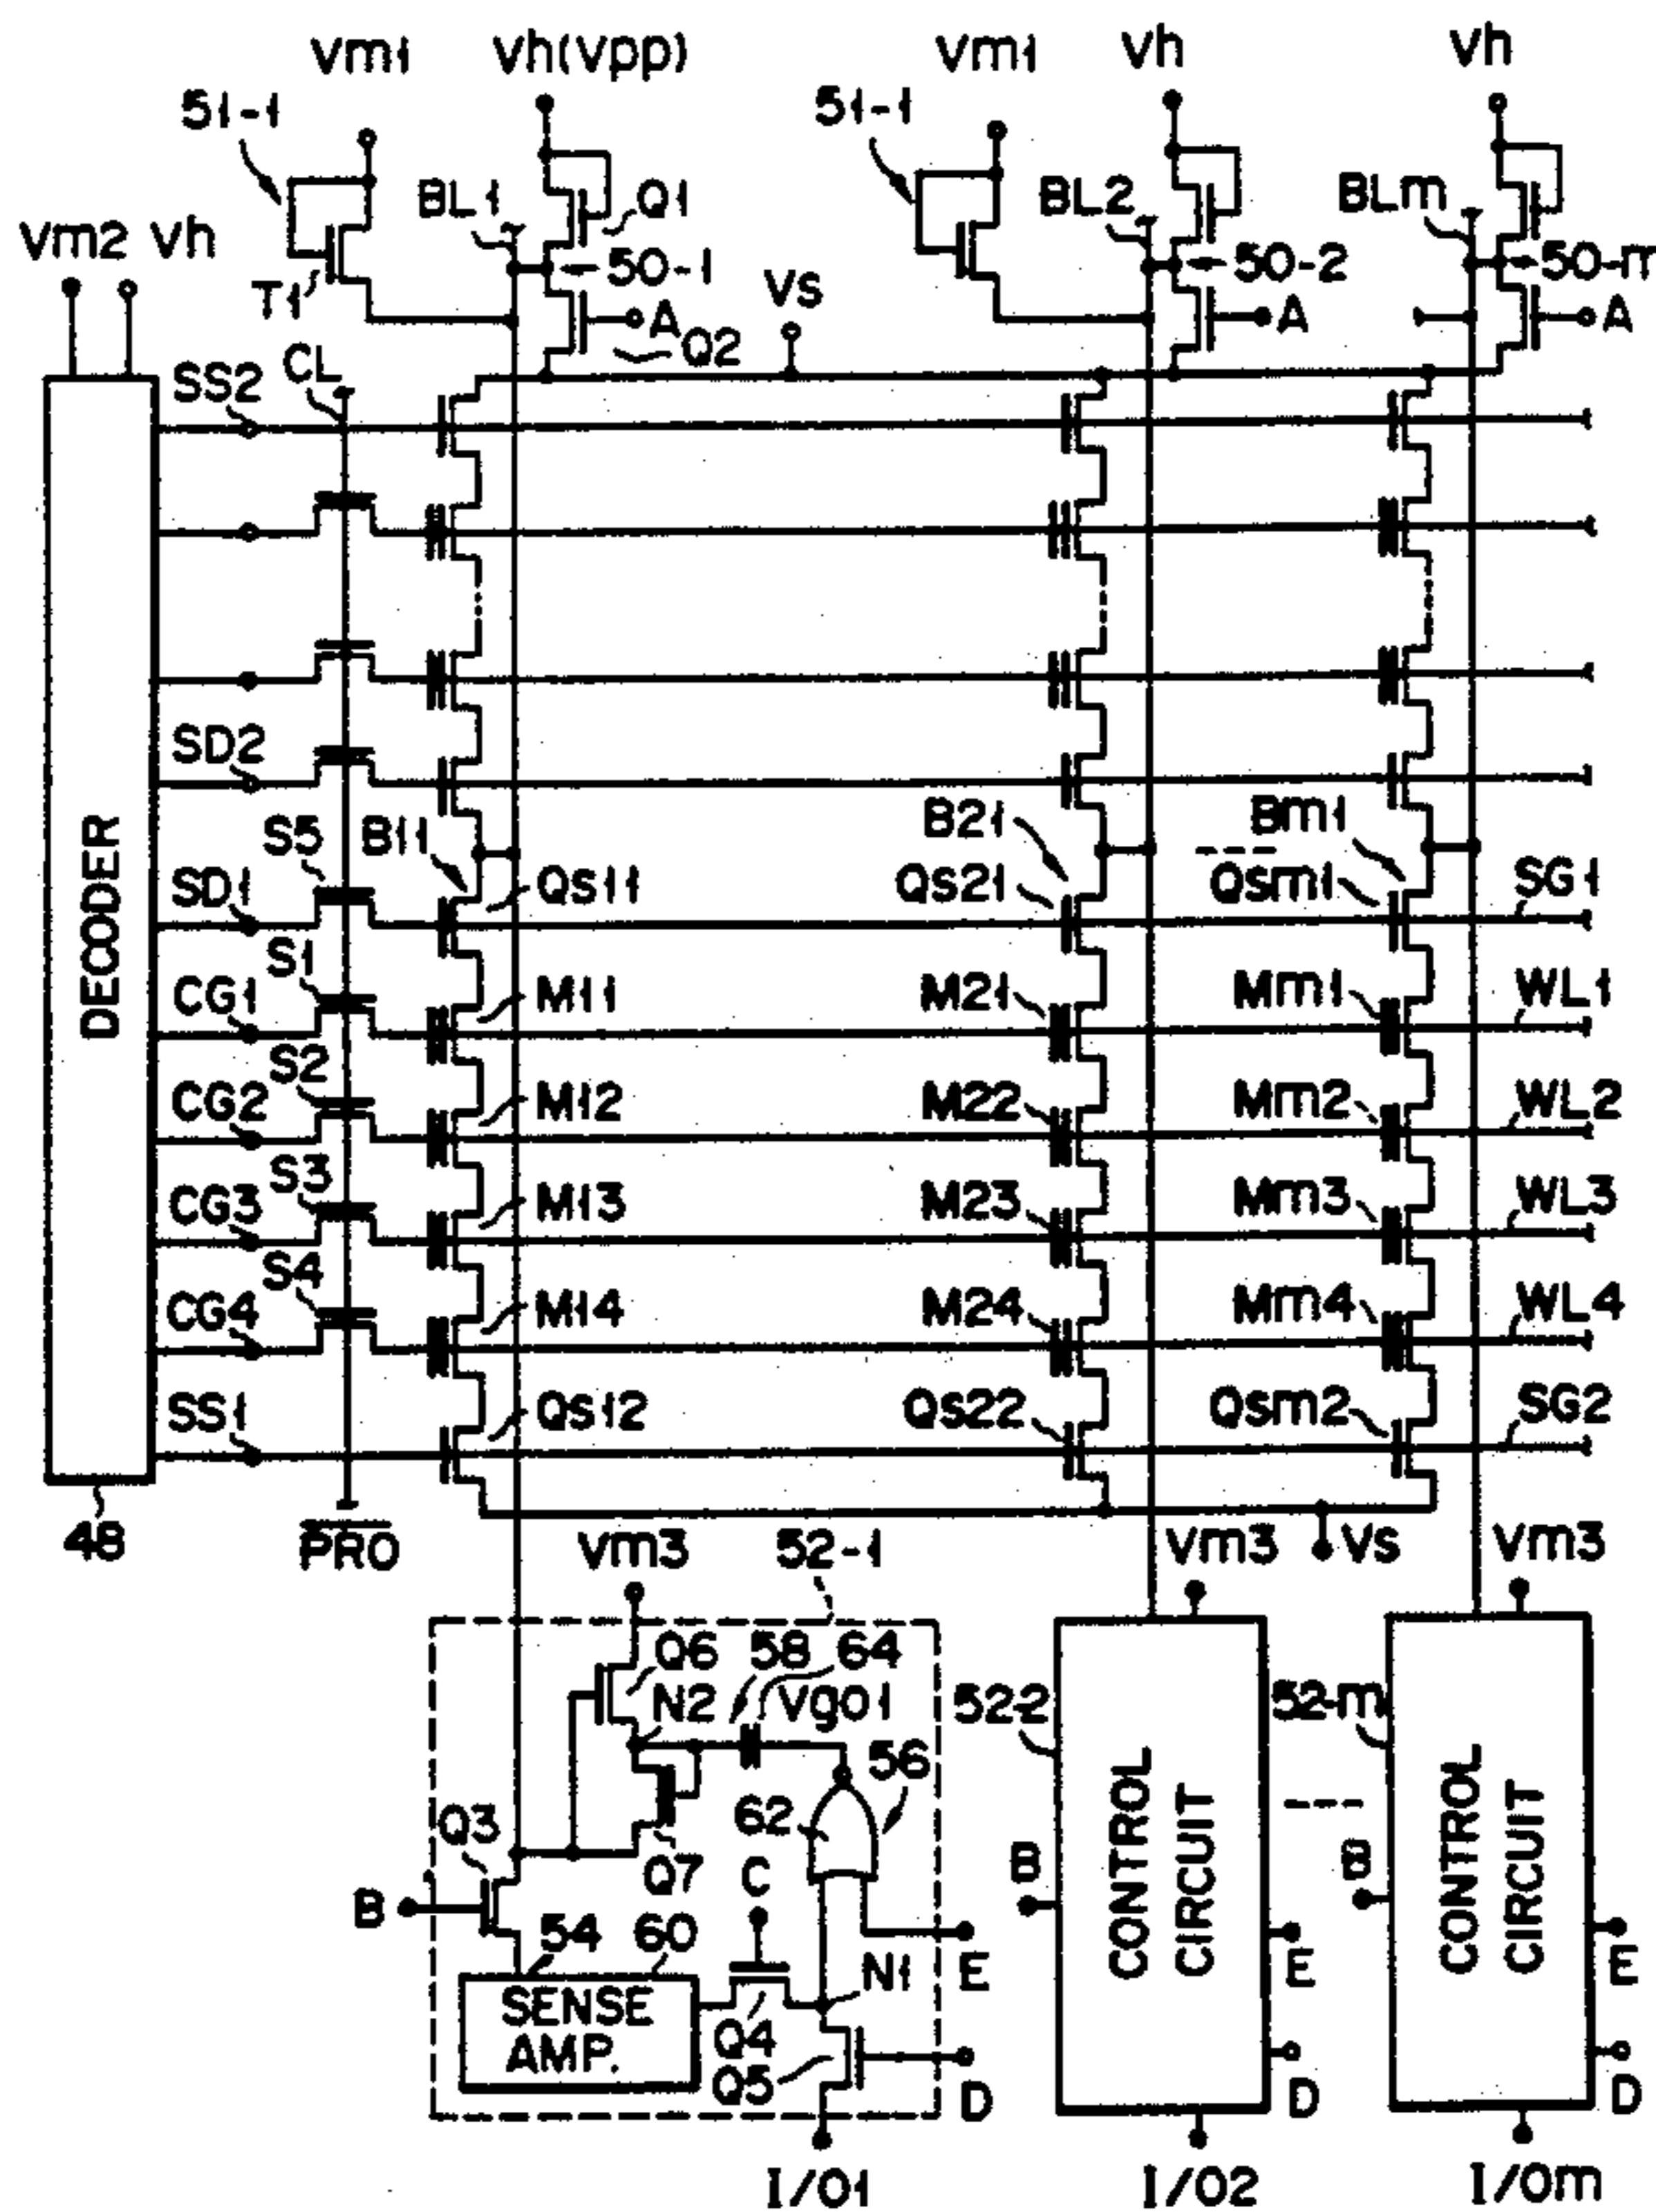 Vm1 Vh(Vpp) Vm1 Vh Vh
51-1 51-1
BL1 Q1 BL2 BLm
Vm2 Vh
50-1 50-2 50-m
T1 Vs
A A A
Q2
CL
SS2
SD2
DECODER
S5 B11 B21 Bm1
SD1 QS11 QS21 QSm1 SG1
S1
CG1 M11 M21 Mm1 WL1
S2
CG2 M12 M22 Mm2 WL2
S3
CG3 M13 M23 Mm3 WL3
S4
CG4 M14 M24 Mm4 WL4
SS1 QS12 QS22 QSm2 SG2
48 PRO Vm3 52-1 Vm3 Vs Vm3
Q6 58 64
N2 Vg01 52-2 52-m
56
Q3 62
Q7 C
B B B
54 60 N1 E E E
SENSE
AMP.
Q4
Q5 D D D
CONTROL
CIRCUIT
CONTROL
CIRCUIT
I/O1 I/O2 I/Om